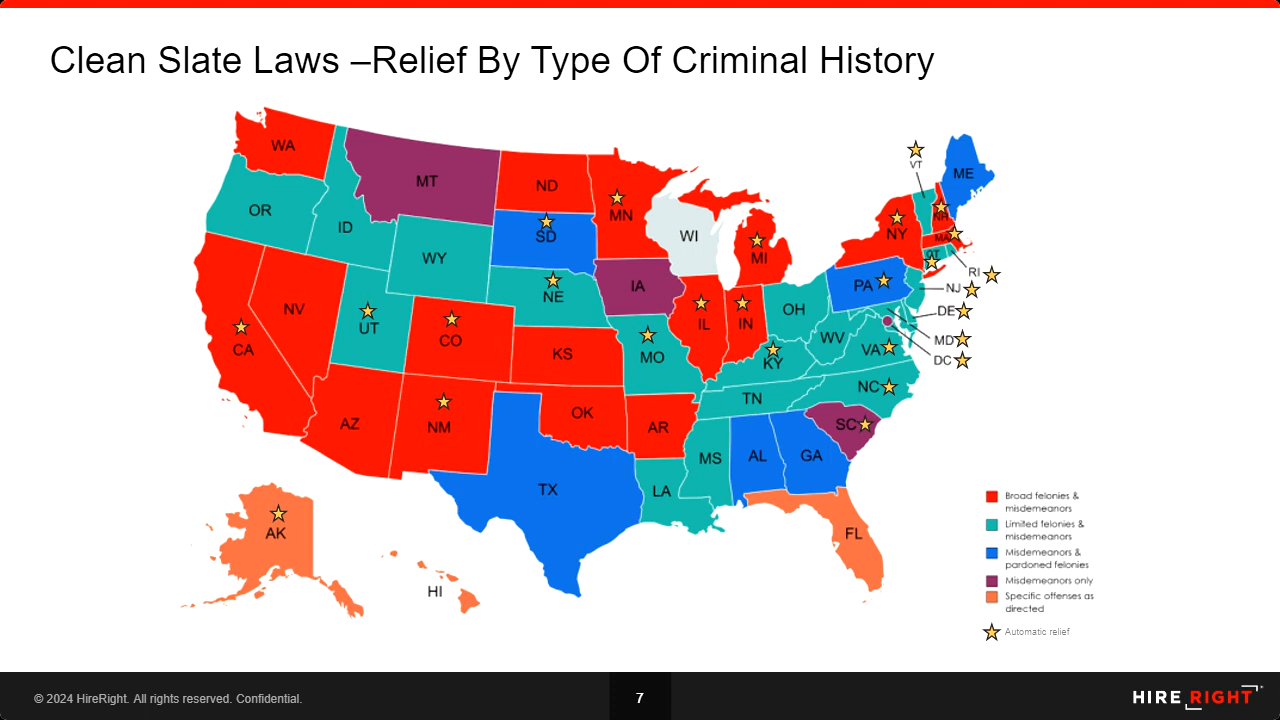 Clean Slate Laws –Relief By Type Of Criminal History
WA
MT
ND
MN
VT
ME
OR
ID
SD
WI
MI
NY
NH
MA
WY
CT
RI
NE
IA
PA
NJ
NV
UT
CO
IL
IN
OH
DE
CA
KS
MO
WV
VA
MD
KY
DC
AZ
NM
OK
AR
TN
NC
SC
TX
LA
MS
AL
GA
AK
HI
FL
Broad felonies &
misdemeanors
Limited felonies &
misdemeanors
Misdemeanors &
pardoned felonies
Misdemeanors only
Specific offenses as
directed
Automatic relief
© 2024 HireRight. All rights reserved. Confidential.
7
HIRE RIGHT